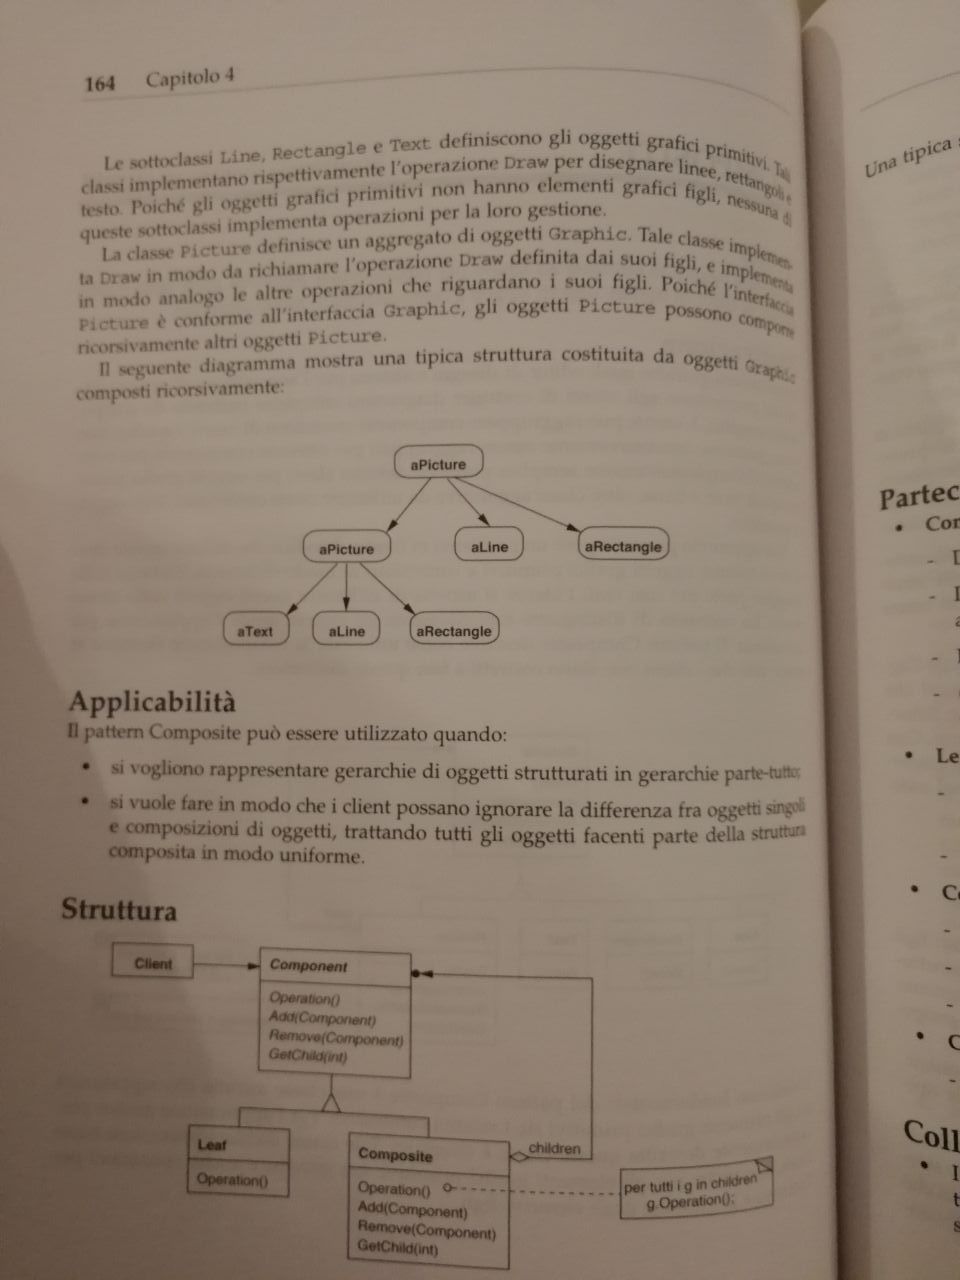 164 Capitolo 4
Le sottoclassi Line, Rectangle e Text definiscono gli oggetti grafici primitivi. Tali
classi implementano rispettivamente l'operazione Draw per disegnare linee, rettangoli e
testo. Poiché gli oggetti grafici primitivi non hanno elementi grafici figli, nessuna di
queste sottoclassi implementa operazioni per la loro gestione.
La classe Picture definisce un aggregato di oggetti Graphic. Tale classe implemen-
ta Draw in modo da richiamare l'operazione Draw definita dai suoi figli, e implementa
in modo analogo le altre operazioni che riguardano i suoi figli. Poiché l'interfaccia
Picture è conforme all'interfaccia Graphic, gli oggetti Picture possono comporre
ricorsivamente altri oggetti Picture.
Il seguente diagramma mostra una tipica struttura costituita da oggetti Graphic
composti ricorsivamente:
aPicture
aPicture aLine aRectangle
aText aLine aRectangle
Applicabilità
Il pattern Composite può essere utilizzato quando:
• si vogliono rappresentare gerarchie di oggetti strutturati in gerarchie parte-tutto;
• si vuole fare in modo che i client possano ignorare la differenza fra oggetti singoli
e composizioni di oggetti, trattando tutti gli oggetti facenti parte della struttura
composita in modo uniforme.
Struttura
Client
Component
Operation()
Add(Component)
Remove(Component)
GetChild(int)
Leaf
Operation()
Composite
Operation()
Add(Component)
Remove(Component)
GetChild(int)
children
per tutti i g in children
g.Operation();
Una tipica
Partec
• Cor
Le
Coll